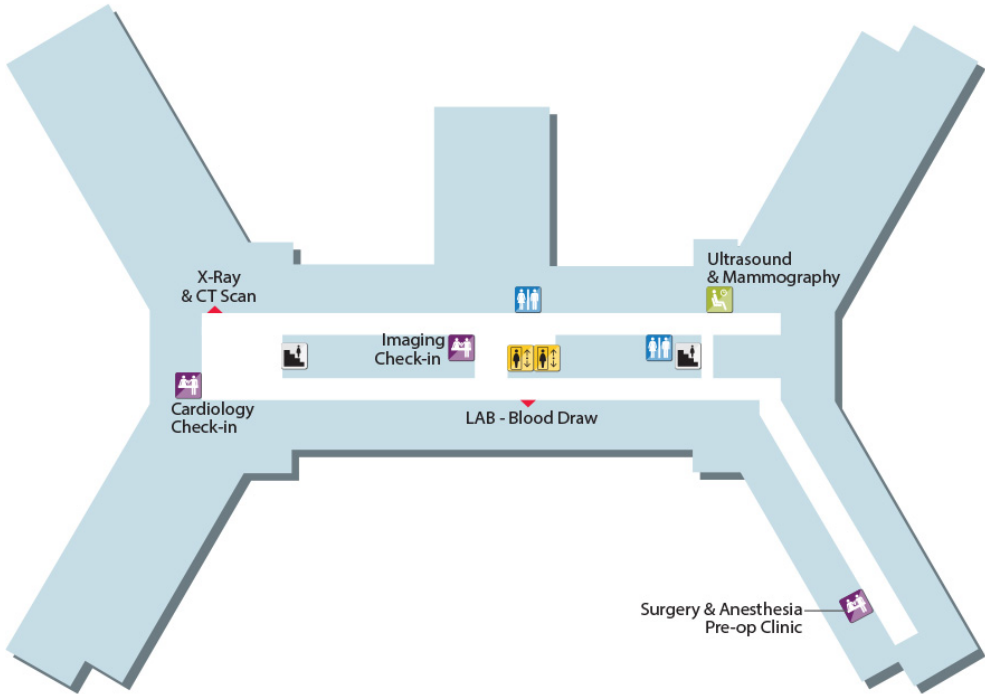 X-Ray
& CT Scan
Ultrasound
& Mammography
Imaging
Check-in
Cardiology
Check-in
LAB - Blood Draw
Surgery & Anesthesia
Pre-op Clinic